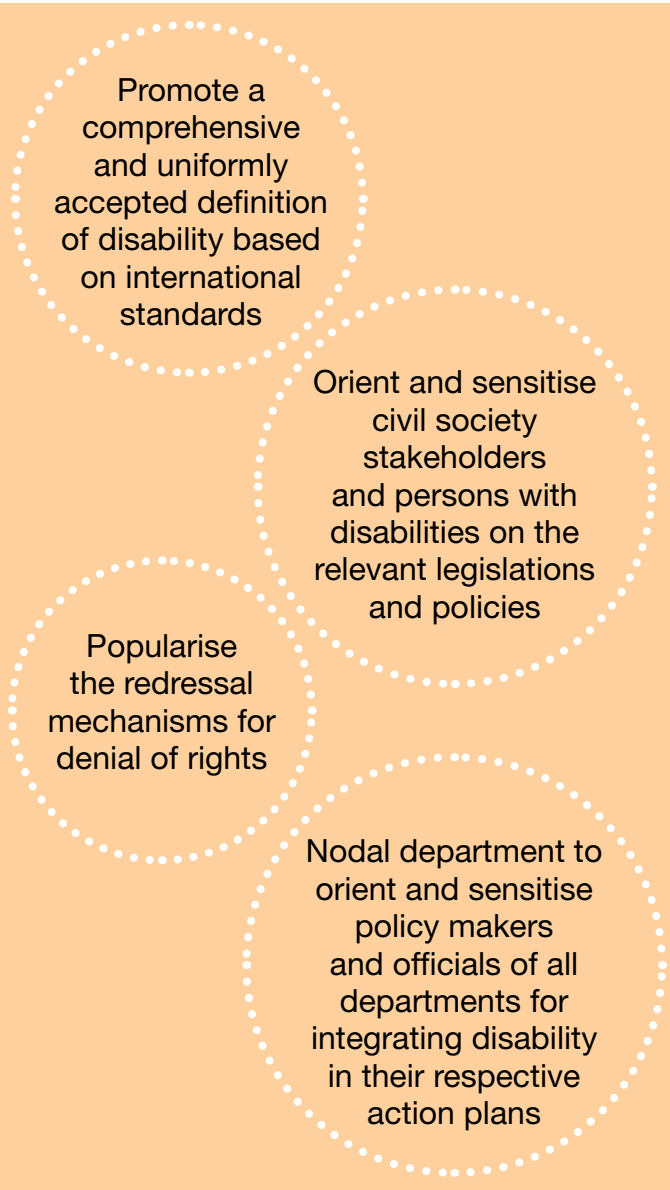 Promote a
comprehensive
and uniformly
accepted definition
of disability based
on international
standards
Orient and sensitise
civil society
stakeholders
and persons with
disabilities on the
relevant legislations
and policies
Popularise
the redressal
mechanisms for
denial of rights
Nodal department to
orient and sensitise
policy makers
and officials of all
departments for
integrating disability
in their respective
action plans